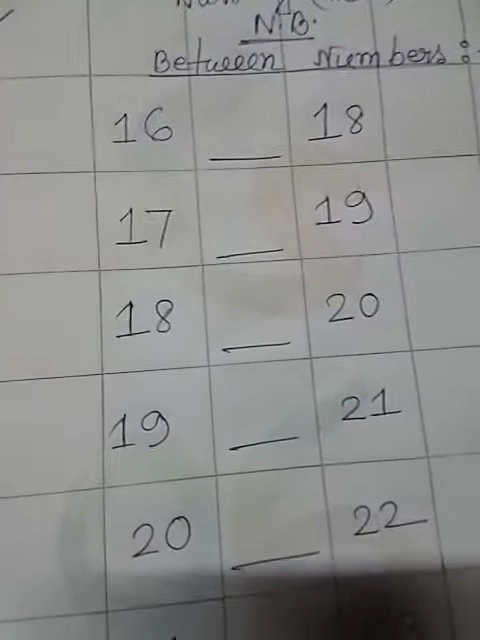 N.B.
Between Numbers:
16 __ 18
17 __ 19
18 __ 20
19 __ 21
20 __ 22